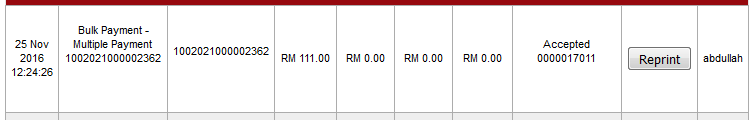 25 Nov
2016
12:24:26
Bulk Payment -
Multiple Payment
1002021000002362
1002021000002362
RM 111.00
RM 0.00
RM 0.00
RM 0.00
Accepted
0000017011
Reprint
abdullah